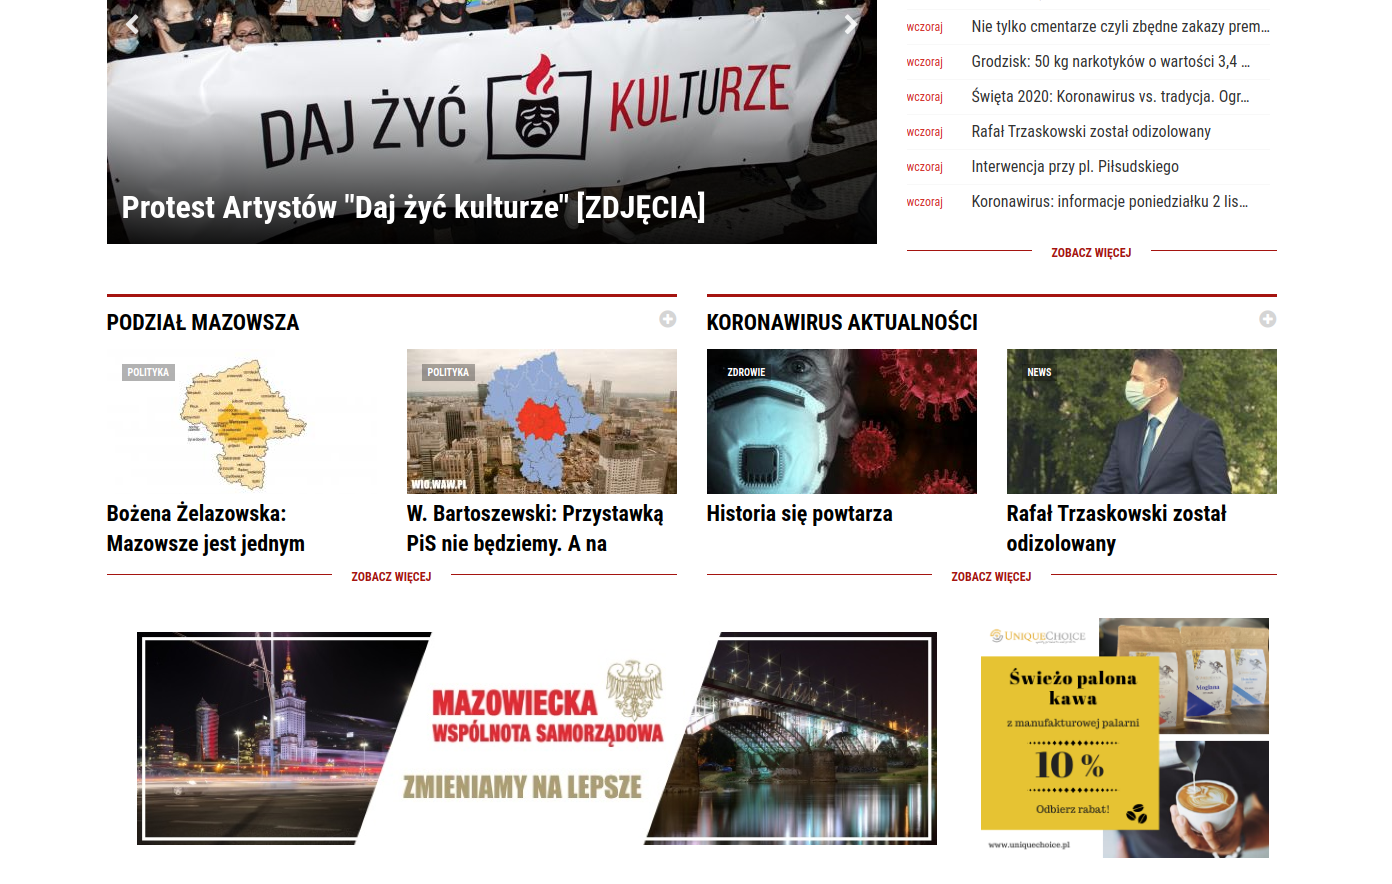 DAJ ŻYĆ KULTURZE
Protest Artystów "Daj żyć kulturze" [ZDJĘCIA]
wczoraj Nie tylko cmentarze czyli zbędne zakazy prem...
wczoraj Grodzisk: 50 kg narkotyków o wartości 3,4 ...
wczoraj Święta 2020: Koronawirus vs. tradycja. Ogr...
wczoraj Rafał Trzaskowski został odizolowany
wczoraj Interwencja przy pl. Piłsudskiego
wczoraj Koronawirus: informacje poniedziałku 2 lis...
ZOBACZ WIĘCEJ
PODZIAŁ MAZOWSZA
POLITYKA
Bożena Żelazowska:
Mazowsze jest jednym
POLITYKA
WIO.WAW.PL
W. Bartoszewski: Przystawką
PiS nie będziemy. A na
ZOBACZ WIĘCEJ
KORONAWIRUS AKTUALNOŚCI
ZDROWIE
Historia się powtarza
NEWS
Rafał Trzaskowski został
odizolowany
ZOBACZ WIĘCEJ
MAZOWIECKA
WSPÓLNOTA SAMORZĄDOWA
ZMIENIAMY NA LEPSZE
UNIQUECHOICE
Świeżo palona
kawa
z manufakturowej palarni
10 %
Odbierz rabat!
www.uniquechoice.pl